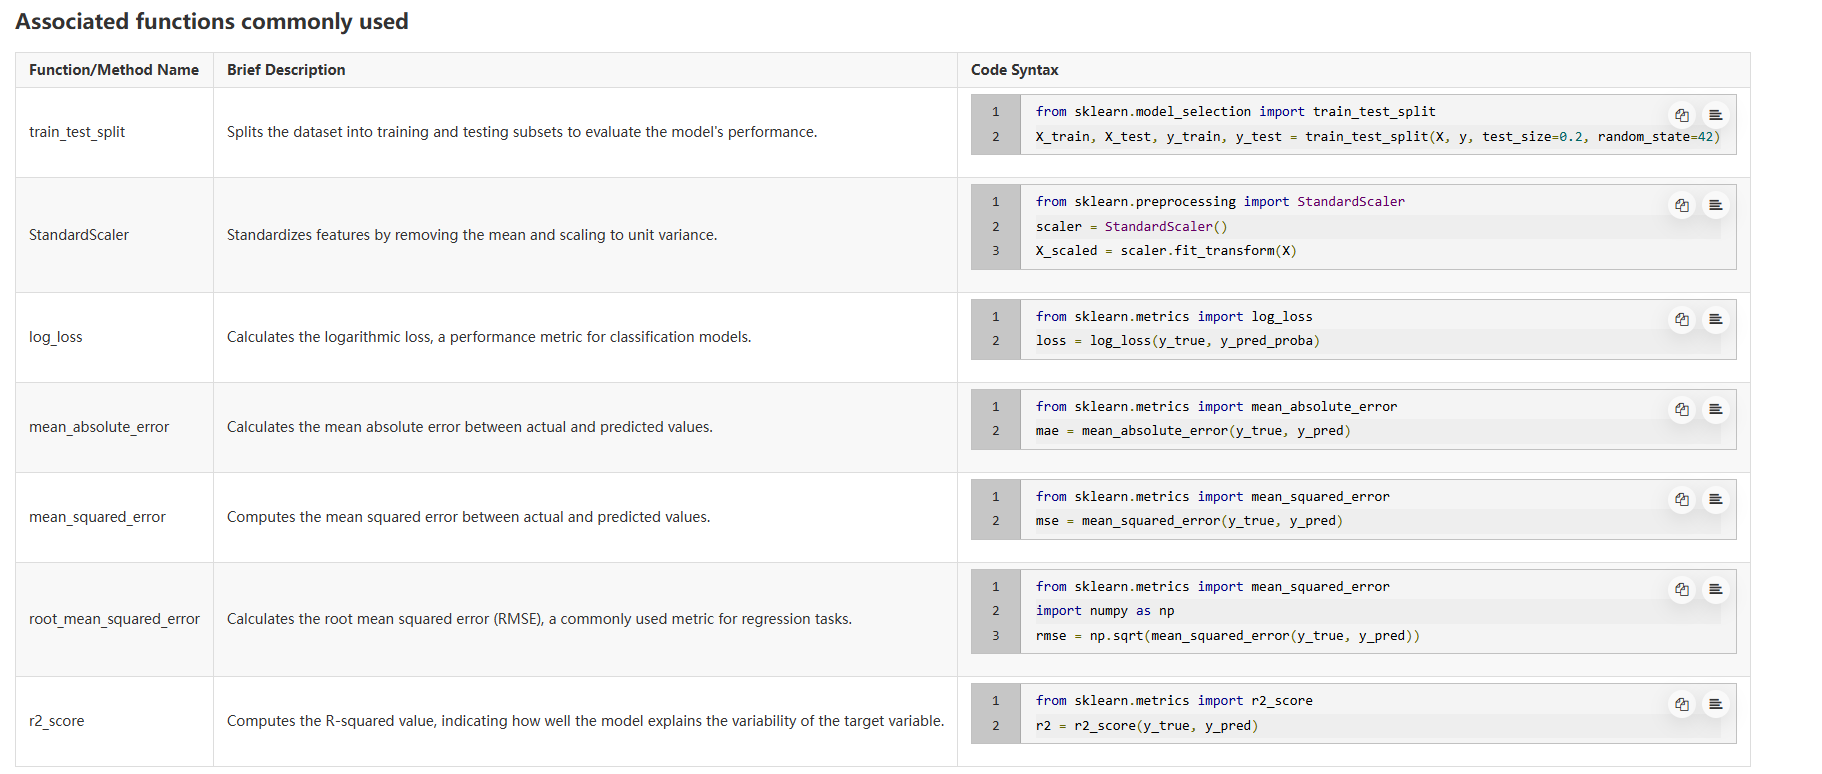 Associated functions commonly used
Function/Method Name Brief Description Code Syntax
train_test_split Splits the dataset into training and testing subsets to evaluate the model's performance.
1 from sklearn.model_selection import train_test_split
2 X_train, X_test, y_train, y_test = train_test_split(X, y, test_size=0.2, random_state=42)
StandardScaler Standardizes features by removing the mean and scaling to unit variance.
1 from sklearn.preprocessing import StandardScaler
2 scaler = StandardScaler()
3 X_scaled = scaler.fit_transform(X)
log_loss Calculates the logarithmic loss, a performance metric for classification models.
1 from sklearn.metrics import log_loss
2 loss = log_loss(y_true, y_pred_proba)
mean_absolute_error Calculates the mean absolute error between actual and predicted values.
1 from sklearn.metrics import mean_absolute_error
2 mae = mean_absolute_error(y_true, y_pred)
mean_squared_error Computes the mean squared error between actual and predicted values.
1 from sklearn.metrics import mean_squared_error
2 mse = mean_squared_error(y_true, y_pred)
root_mean_squared_error Calculates the root mean squared error (RMSE), a commonly used metric for regression tasks.
1 from sklearn.metrics import mean_squared_error
2 import numpy as np
3 rmse = np.sqrt(mean_squared_error(y_true, y_pred))
r2_score Computes the R-squared value, indicating how well the model explains the variability of the target variable.
1 from sklearn.metrics import r2_score
2 r2 = r2_score(y_true, y_pred)